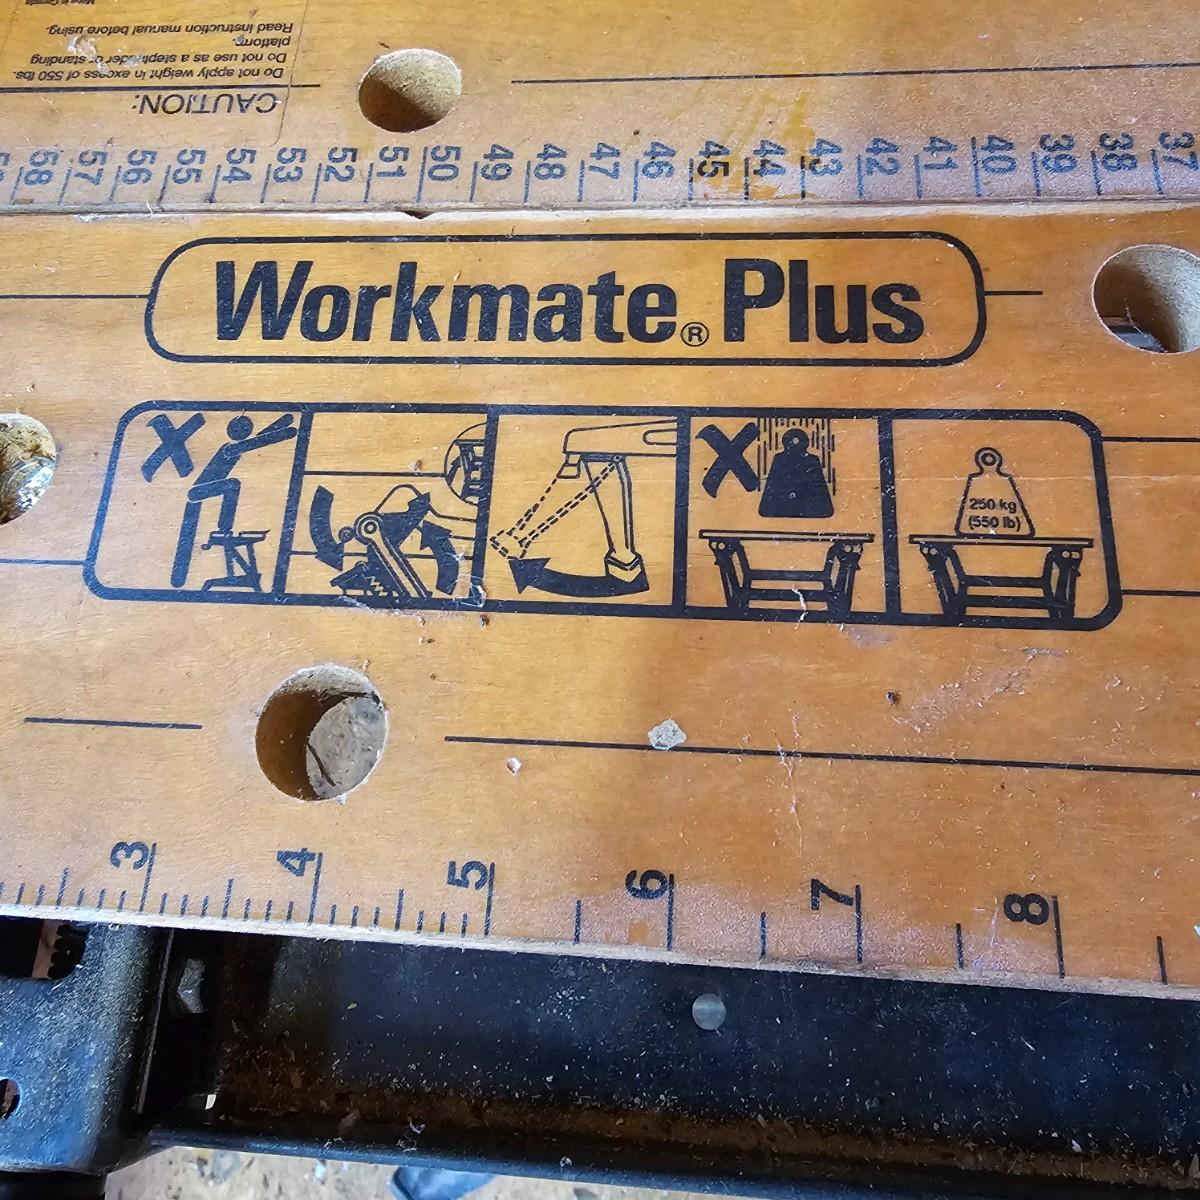 Made in Canada
CAUTION:
Do not apply weight in excess of 550 lbs.
Do not use as a stepladder or standing
platform.
Read instruction manual before using.
58 57 56 55 54 53 52 51 50 49 48 47 46 45 44 43 42 41 40 39 38 37
Workmate® Plus
250 kg
(550 lb)
3 4 5 6 7 8